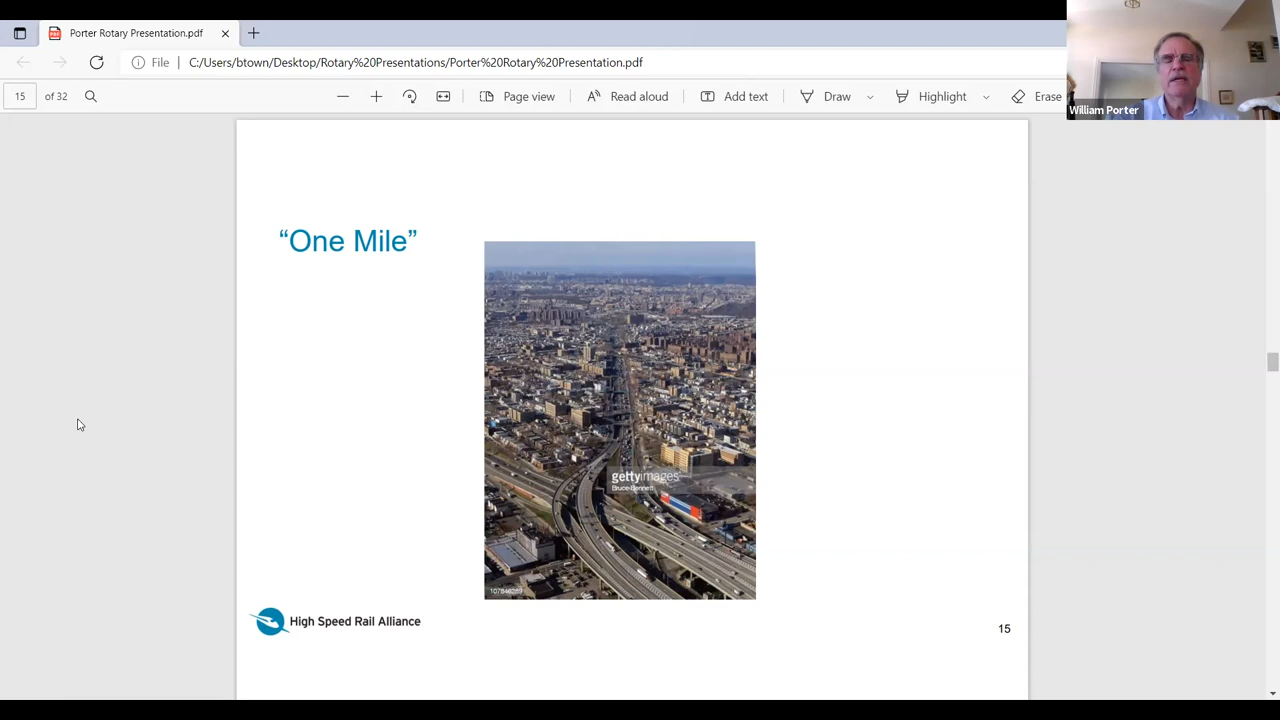 Porter Rotary Presentation.pdf
File
C:/Users/btown/Desktop/Rotary%20Presentations/Porter%20Rotary%20Presentation.pdf
15 of 32
Page view
Read aloud
Add text
Draw
Highlight
Erase
William Porter
“One Mile”
gettyimages
Bruce Bennett
High Speed Rail Alliance
15